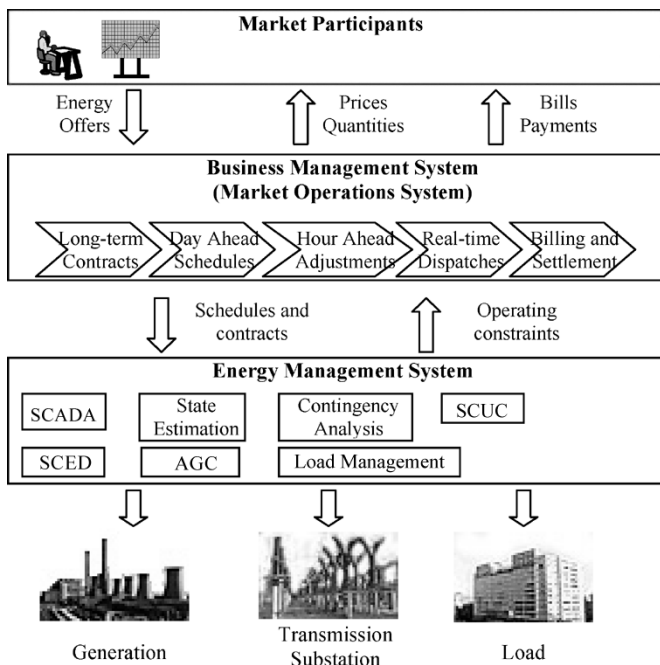 Market Participants
Energy
Offers
Prices
Quantities
Bills
Payments
Business Management System
(Market Operations System)
Long-term
Contracts
Day Ahead
Schedules
Hour Ahead
Adjustments
Real-time
Dispatches
Billing and
Settlement
Schedules and
contracts
Operating
constraints
Energy Management System
SCADA
State
Estimation
Contingency
Analysis
SCUC
SCED
AGC
Load Management
Generation
Transmission
Substation
Load